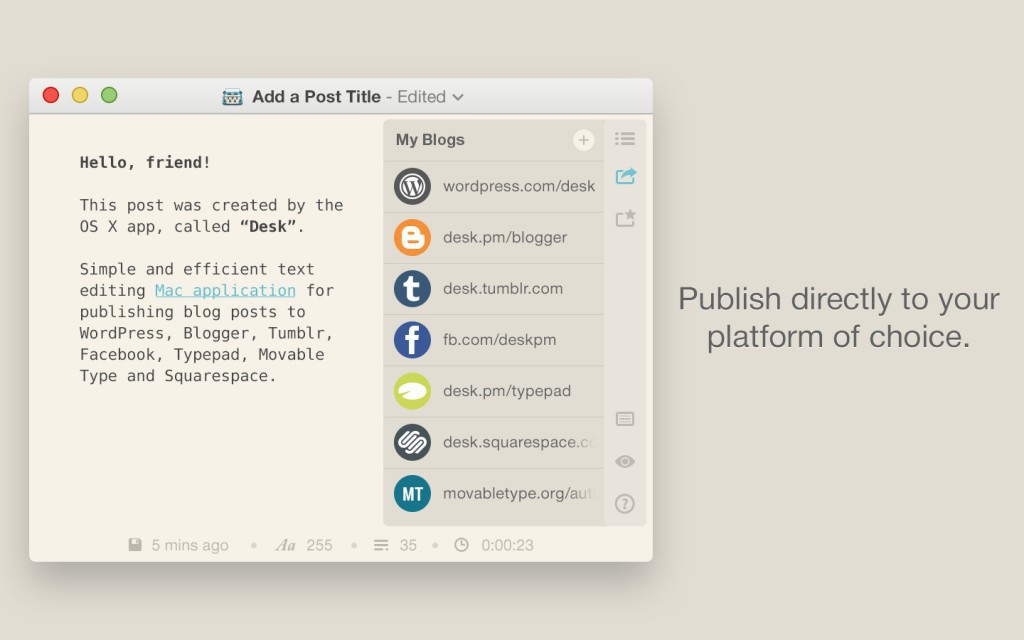 Add a Post Title - Edited
Hello, friend!
This post was created by the
OS X app, called “Desk”.
Simple and efficient text
editing Mac application for
publishing blog posts to
WordPress, Blogger, Tumblr,
Facebook, Typepad, Movable
Type and Squarespace.
My Blogs
wordpress.com/desk
desk.pm/blogger
desk.tumblr.com
fb.com/deskpm
desk.pm/typepad
desk.squarespace.co
MT movabletype.org/aut
5 mins ago • Aa 255 • 35 • 0:00:23
Publish directly to your
platform of choice.